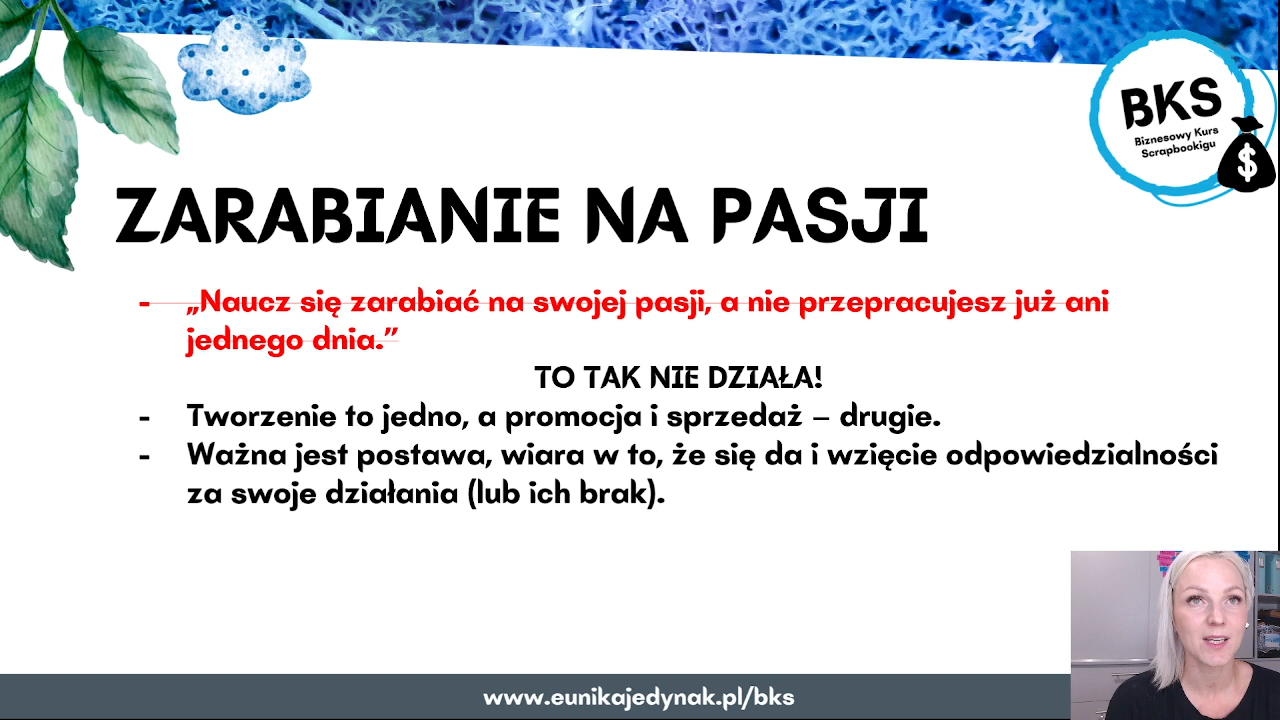 BKS
Biznesowy Kurs
Scrapbookigu
$
ZARABIANIE NA PASJI
- „Naucz się zarabiać na swojej pasji, a nie przepracujesz już ani
jednego dnia.”
TO TAK NIE DZIAŁA!
- Tworzenie to jedno, a promocja i sprzedaż – drugie.
- Ważna jest postawa, wiara w to, że się da i wzięcie odpowiedzialności
za swoje działania (lub ich brak).
www.eunikajedynak.pl/bks